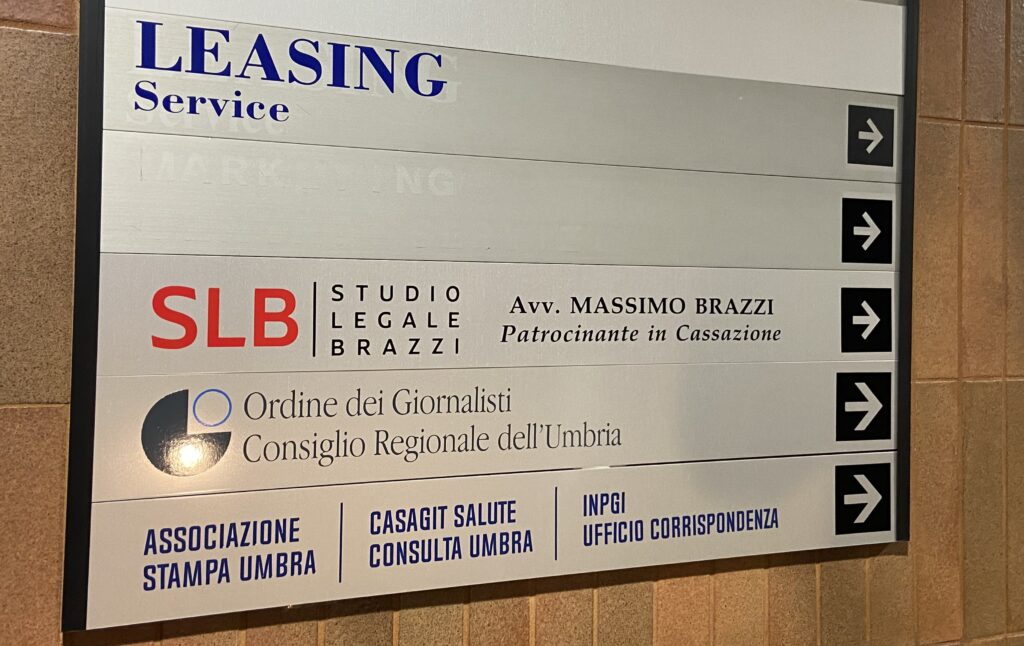 LEASING
Service
MARKETING
SLB
STUDIO
LEGALE
BRAZZI
Avv. MASSIMO BRAZZI
Patrocinante in Cassazione
Ordine dei Giornalisti
Consiglio Regionale dell'Umbria
ASSOCIAZIONE
STAMPA UMBRA
CASAGIT SALUTE
CONSULTA UMBRA
INPGI
UFFICIO CORRISPONDENZA